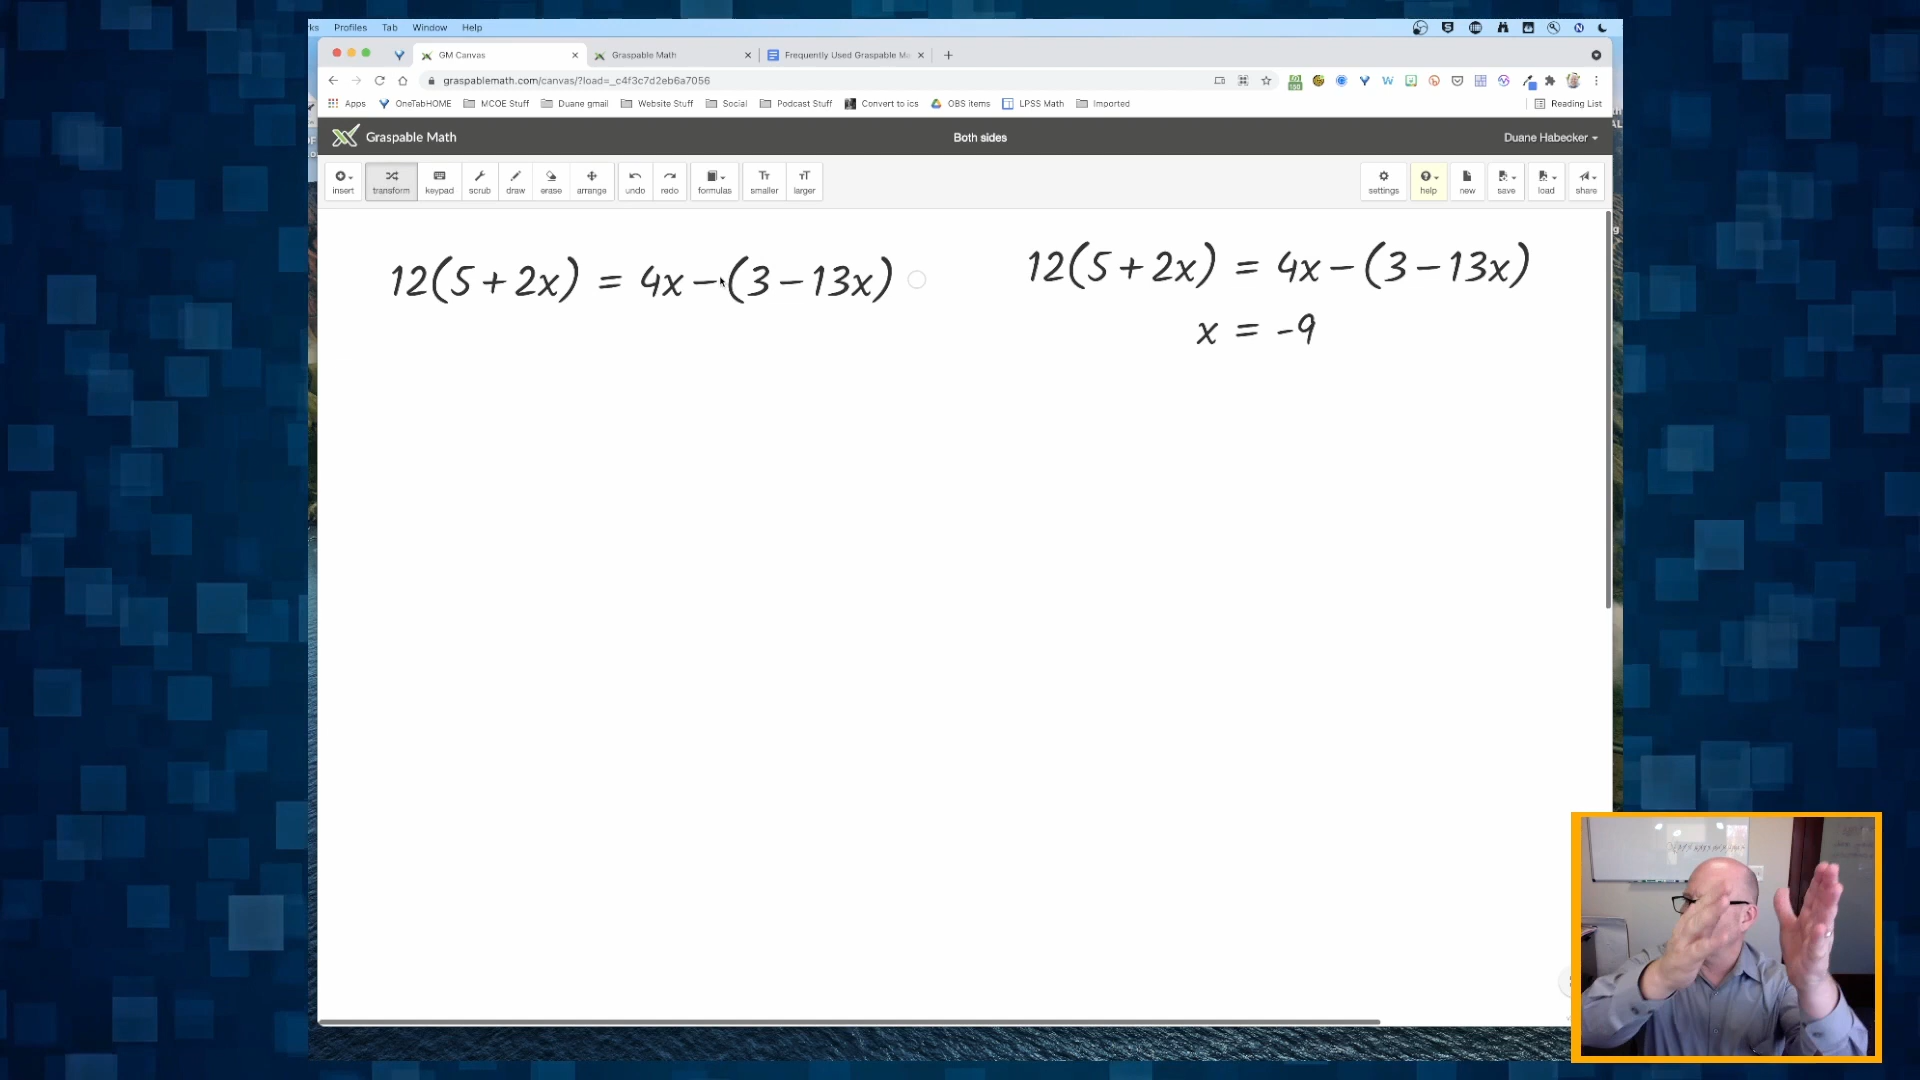 Profiles Tab Window Help
GM Canvas
Graspable Math
Frequently Used Graspable Ma
graspablemath.com/canvas/?load=_c4f3c7d2eb6a7056
Apps OneTabHOME MCOE Stuff Duane gmail Website Stuff Social Podcast Stuff Convert to ics OBS items LPSS Math Imported Reading List
Graspable Math Both sides Duane Habecker
insert transform keypad scrub draw erase arrange undo redo formulas smaller larger settings help new save load share
12(5+2x) = 4x-(3-13x)
12(5+2x) = 4x-(3-13x)
x = -9